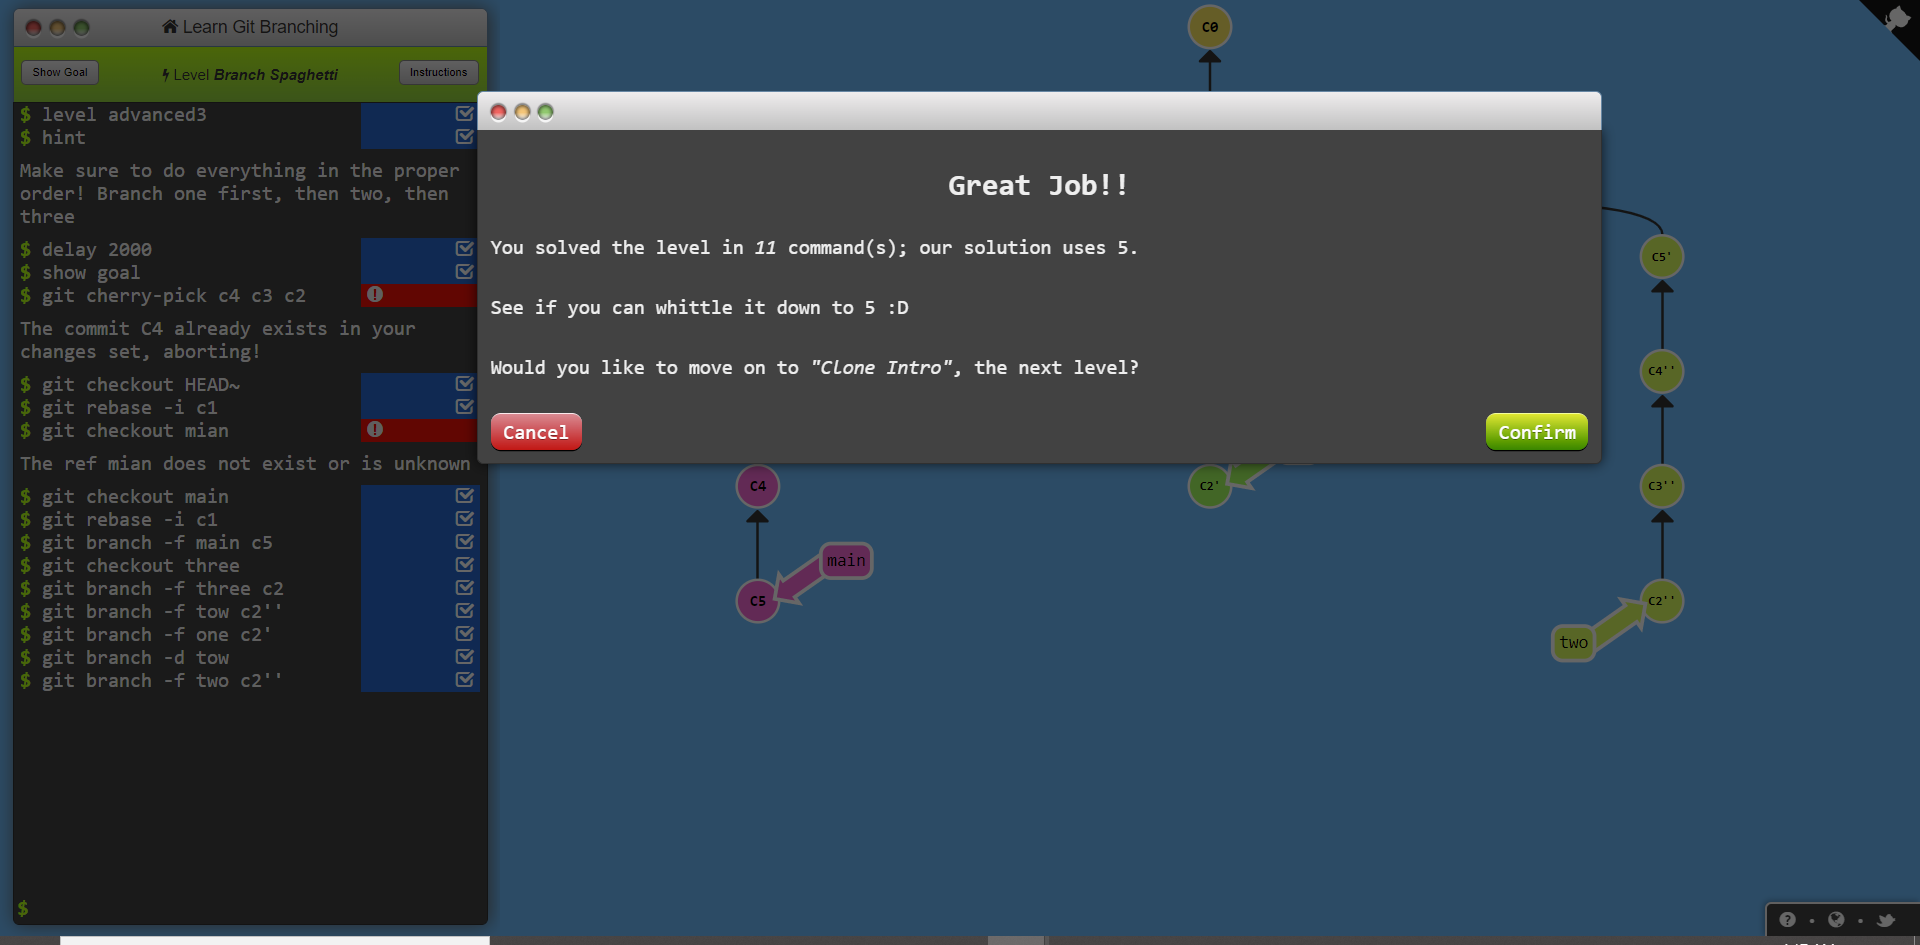 Learn Git Branching
Show Goal
Level Branch Spaghetti
Instructions
$ level advanced3
$ hint
Make sure to do everything in the proper
order! Branch one first, then two, then
three
$ delay 2000
$ show goal
$ git cherry-pick c4 c3 c2
The commit C4 already exists in your
changes set, aborting!
$ git checkout HEAD~
$ git rebase -i c1
$ git checkout mian
The ref mian does not exist or is unknown
$ git checkout main
$ git rebase -i c1
$ git branch -f main c5
$ git checkout three
$ git branch -f three c2
$ git branch -f tow c2''
$ git branch -f one c2'
$ git branch -d tow
$ git branch -f two c2''
$
C0
Great Job!!
You solved the level in 11 command(s); our solution uses 5.
See if you can whittle it down to 5 :D
Would you like to move on to "Clone Intro", the next level?
Cancel
Confirm
C5'
C4''
C4
C2'
C3''
main
C5
C2''
two